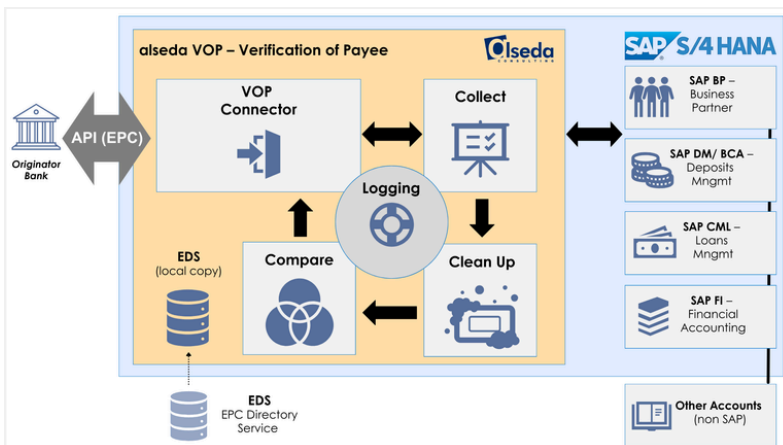 alseda VOP – Verification of Payee
alseda
CONSULTING
SAP S/4 HANA
VOP
Connector
Collect
SAP BP –
Business
Partner
API (EPC)
Originator
Bank
Logging
SAP DM/ BCA –
Deposits
Mngmt
EDS
(local copy)
Compare
Clean Up
SAP CML –
Loans
Mngmt
SAP FI –
Financial
Accounting
EDS
EPC Directory
Service
Other Accounts
(non SAP)